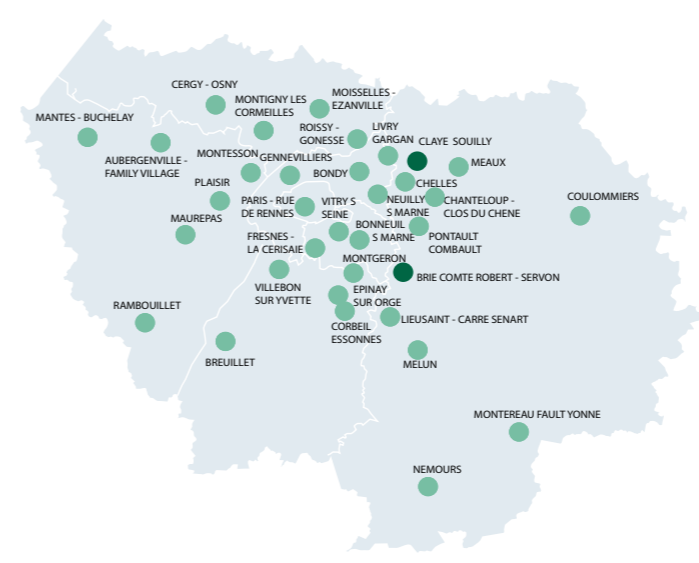 CERGY - OSNY
MOISSELLES -
EZANVILLE
MONTIGNY LES
CORMEILLES
MANTES - BUCHELAY
ROISSY -
GONESSE
LIVRY
GARGAN
CLAYE SOUILLY
AUBERGENVILLE -
FAMILY VILLAGE
MONTESSON
GENNEVILLIERS
BONDY
MEAUX
PLAISIR
CHELLES
COULOMMIERS
PARIS - RUE
DE RENNES
VITRY S
SEINE
NEUILLY
S MARNE
CHANTELOUP -
CLOS DU CHENE
MAUREPAS
BONNEUIL
S MARNE
FRESNES -
LA CERISAIE
PONTAULT
COMBAULT
MONTGERON
BRIE COMTE ROBERT - SERVON
VILLEBON
SUR YVETTE
EPINAY
SUR ORGE
RAMBOUILLET
LIEUSAINT - CARRE SENART
CORBEIL
ESSONNES
BREUILLET
MELUN
MONTEREAU FAULT YONNE
NEMOURS